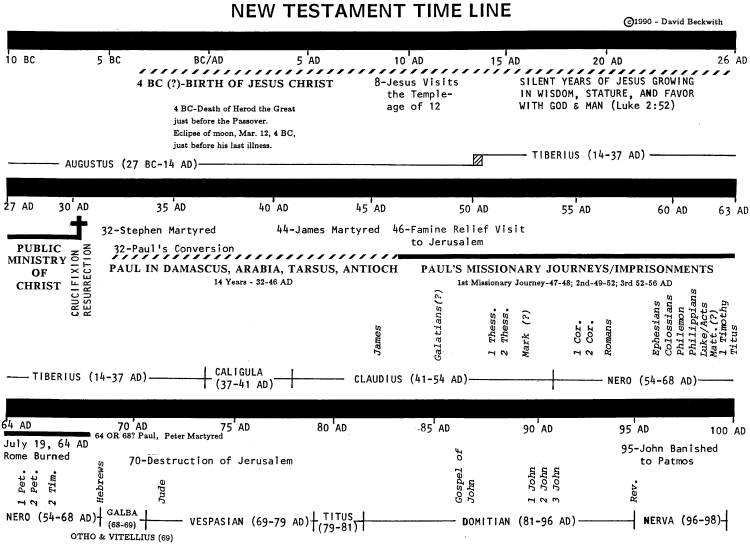 NEW TESTAMENT TIME LINE
©1990 - David Beckwith
10 BC 5 BC BC/AD 5 AD 10 AD 15 AD 20 AD 26 AD
4 BC (?)-BIRTH OF JESUS CHRIST
4 BC-Death of Herod the Great
just before the Passover.
Eclipse of moon, Mar. 12, 4 BC,
just before his last illness.
8-Jesus Visits
the Temple-
age of 12
SILENT YEARS OF JESUS GROWING
IN WISDOM, STATURE, AND FAVOR
WITH GOD & MAN (Luke 2:52)
AUGUSTUS (27 BC-14 AD)
TIBERIUS (14-37 AD)
27 AD 30 AD 35 AD 40 AD 45 AD 50 AD 55 AD 60 AD 63 AD
PUBLIC
MINISTRY
OF
CHRIST
CRUCIFIXION
RESURRECTION
32-Stephen Martyred
32-Paul's Conversion
44-James Martyred
46-Famine Relief Visit
to Jerusalem
PAUL IN DAMASCUS, ARABIA, TARSUS, ANTIOCH
14 Years - 32-46 AD
PAUL'S MISSIONARY JOURNEYS/IMPRISONMENTS
1st Missionary Journey-47-48; 2nd-49-52; 3rd 52-56 AD
James
Galatians(?)
1 Thess.
2 Thess.
Mark (?)
1 Cor.
2 Cor.
Romans
Ephesians
Colossians
Philemon
Philippians
Luke/Acts
Matt.(?)
1 Timothy
Titus
TIBERIUS (14-37 AD)
CALIGULA
(37-41 AD)
CLAUDIUS (41-54 AD)
NERO (54-68 AD)
64 AD 70 AD 75 AD 80 AD 85 AD 90 AD 95 AD 100 AD
64 OR 68? Paul, Peter Martyred
July 19, 64 AD
Rome Burned
70-Destruction of Jerusalem
95-John Banished
to Patmos
1 Pet.
2 Pet.
2 Tim.
Hebrews
Jude
Gospel of
John
1 John
2 John
3 John
Rev.
NERO (54-68 AD)
GALBA
(68-69)
OTHO & VITELLIUS (69)
VESPASIAN (69-79 AD)
TITUS
(79-81)
DOMITIAN (81-96 AD)
NERVA (96-98)